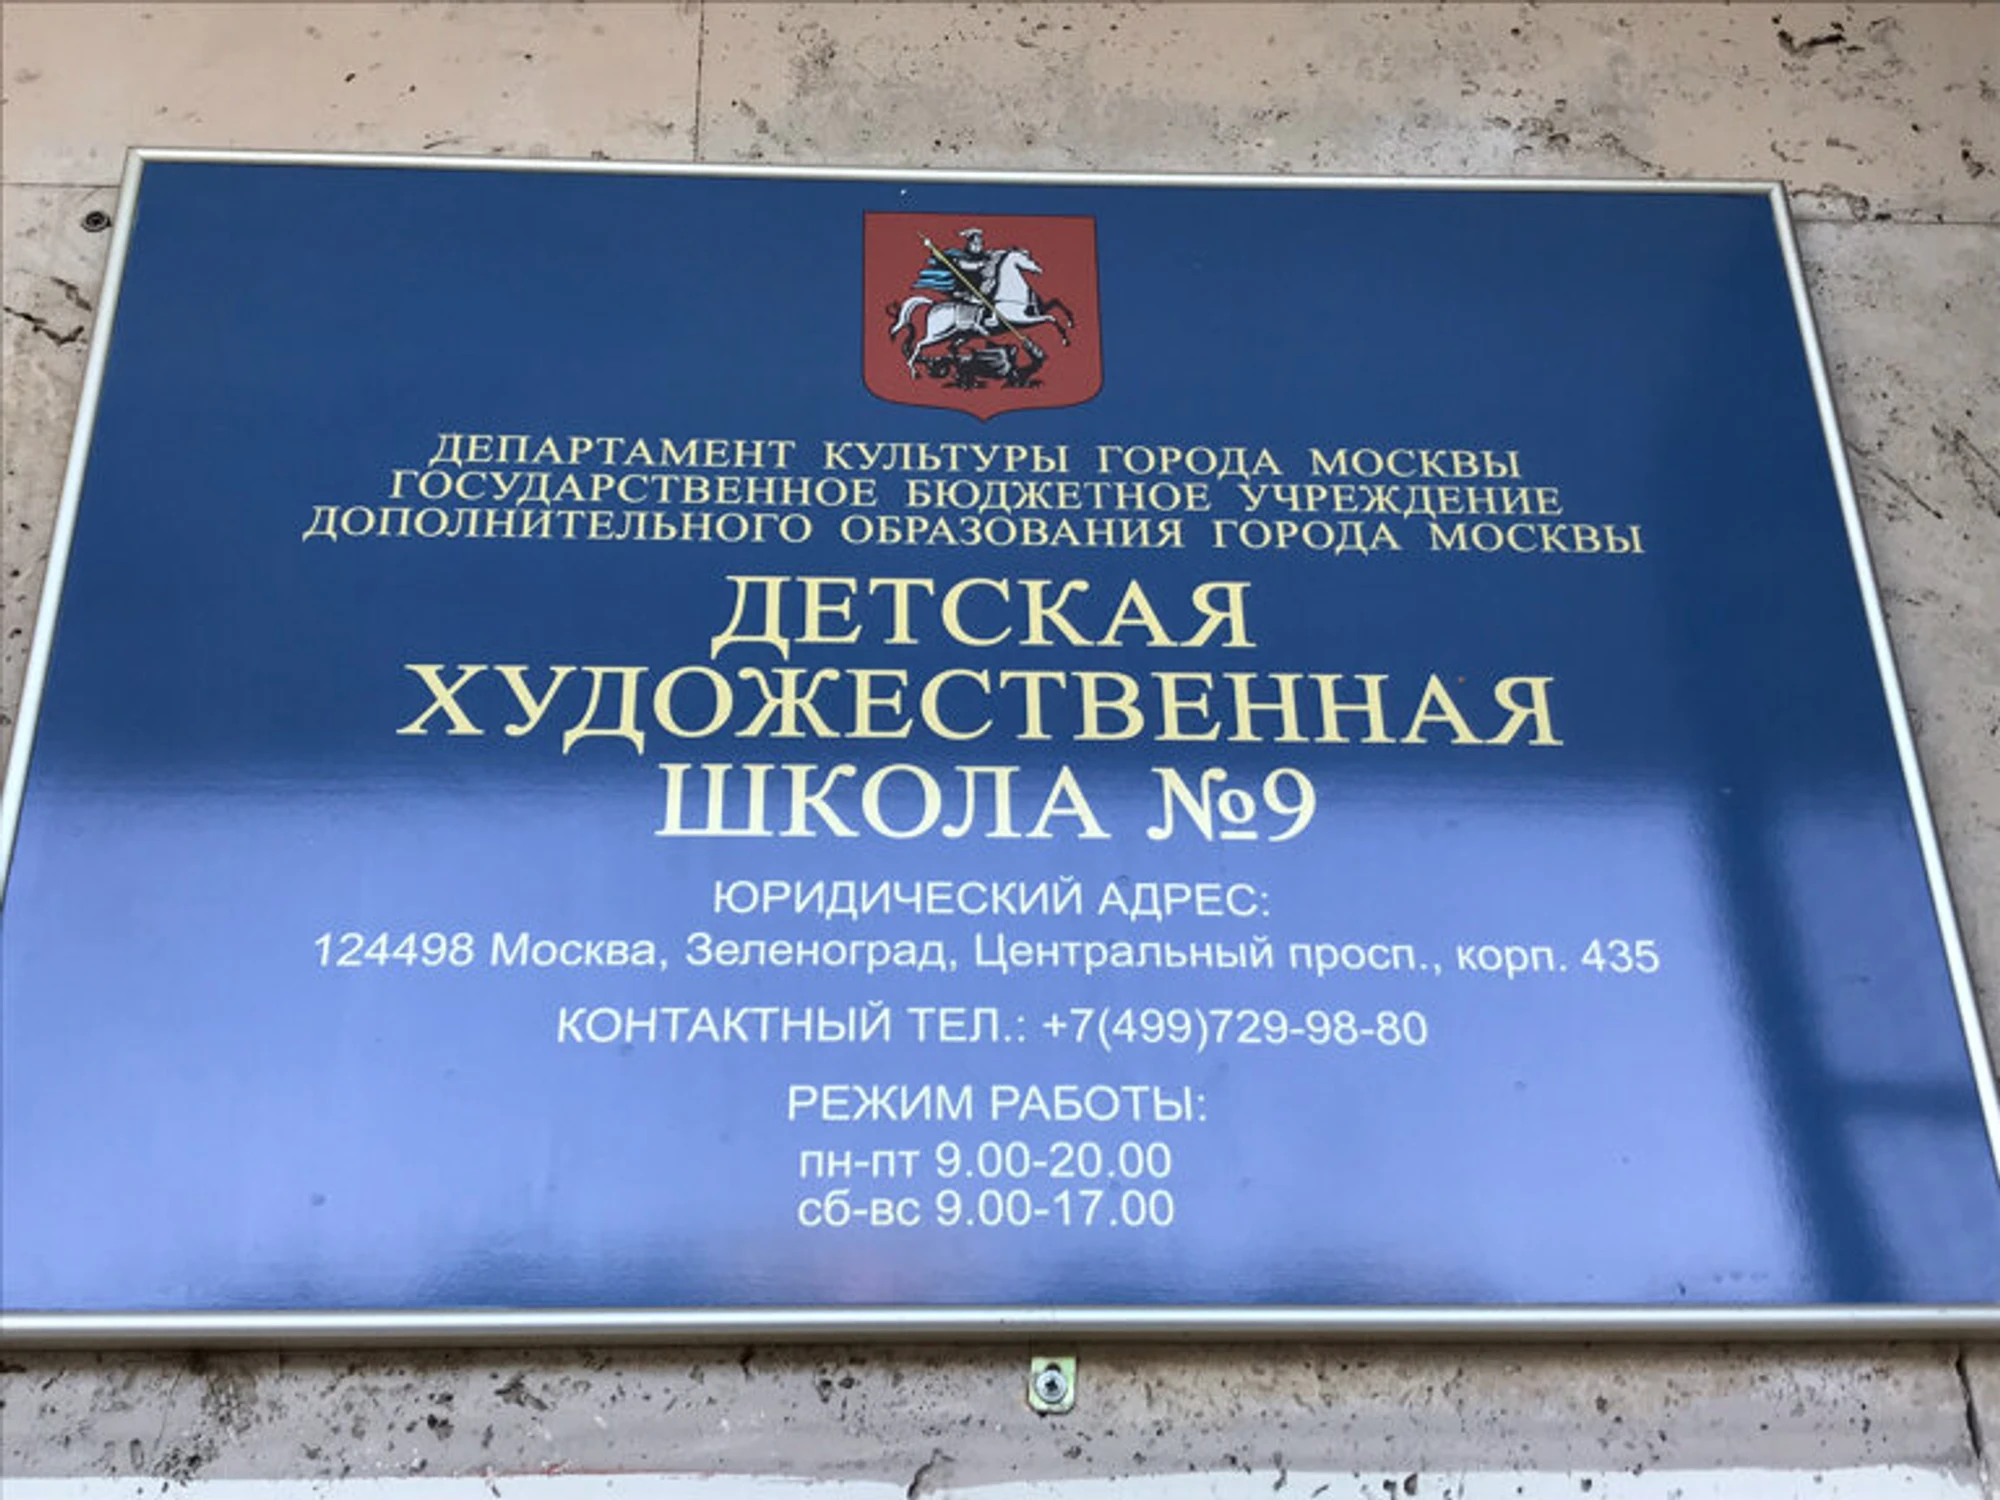 ДЕПАРТАМЕНТ КУЛЬТУРЫ ГОРОДА МОСКВЫ
ГОСУДАРСТВЕННОЕ БЮДЖЕТНОЕ УЧРЕЖДЕНИЕ
ДОПОЛНИТЕЛЬНОГО ОБРАЗОВАНИЯ ГОРОДА МОСКВЫ
ДЕТСКАЯ
ХУДОЖЕСТВЕННАЯ
ШКОЛА №9
ЮРИДИЧЕСКИЙ АДРЕС:
124498 Москва, Зеленоград, Центральный просп., корп. 435
КОНТАКТНЫЙ ТЕЛ.: +7(499)729-98-80
РЕЖИМ РАБОТЫ:
пн-пт 9.00-20.00
сб-вс 9.00-17.00